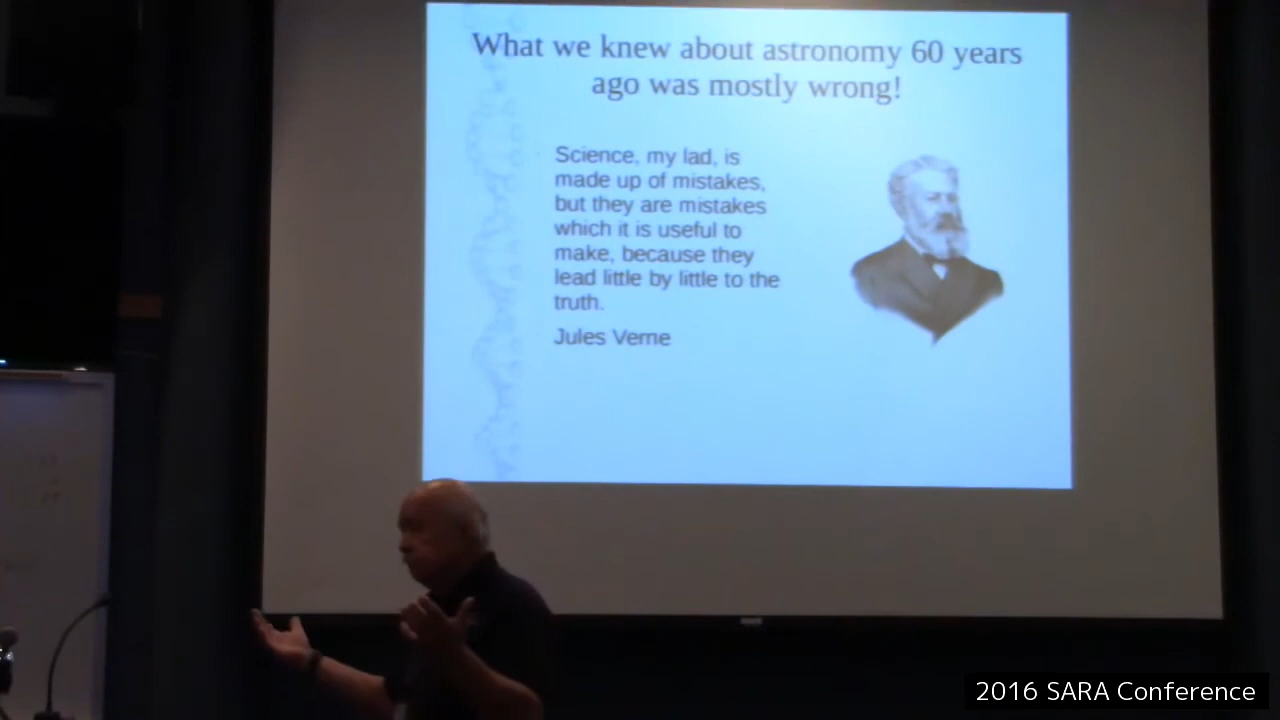 What we knew about astronomy 60 years
ago was mostly wrong!
Science, my lad, is
made up of mistakes,
but they are mistakes
which it is useful to
make, because they
lead little by little to the
truth.
Jules Verne
2016 SARA Conference